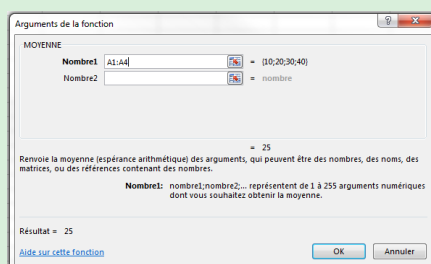 Arguments de la fonction
MOYENNE
Nombre1 A1:A4 = {10;20;30;40}
Nombre2 = nombre
= 25
Renvoie la moyenne (espérance arithmétique) des arguments, qui peuvent être des nombres, des noms, des
matrices, ou des références contenant des nombres.
Nombre1: nombre1;nombre2;... représentent de 1 à 255 arguments numériques
dont vous souhaitez obtenir la moyenne.
Résultat = 25
Aide sur cette fonction
OK Annuler